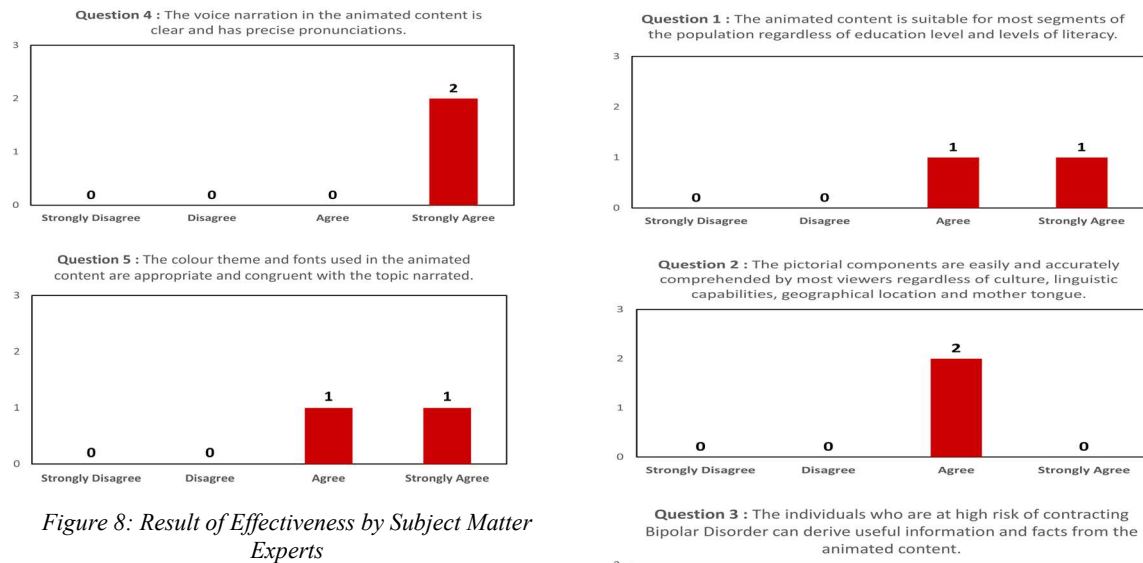 Question 4 : The voice narration in the animated content is
clear and has precise pronunciations.
3
2
1
0
0
0
0
2
Strongly Disagree
Disagree
Agree
Strongly Agree
Question 5 : The colour theme and fonts used in the animated
content are appropriate and congruent with the topic narrated.
3
2
1
0
0
0
1
1
Strongly Disagree
Disagree
Agree
Strongly Agree
Figure 8: Result of Effectiveness by Subject Matter
Experts
Question 1 : The animated content is suitable for most segments of
the population regardless of education level and levels of literacy.
3
2
1
0
0
0
1
1
Strongly Disagree
Disagree
Agree
Strongly Agree
Question 2 : The pictorial components are easily and accurately
comprehended by most viewers regardless of culture, linguistic
capabilities, geographical location and mother tongue.
3
2
1
0
0
0
2
0
Strongly Disagree
Disagree
Agree
Strongly Agree
Question 3 : The individuals who are at high risk of contracting
Bipolar Disorder can derive useful information and facts from the
animated content.